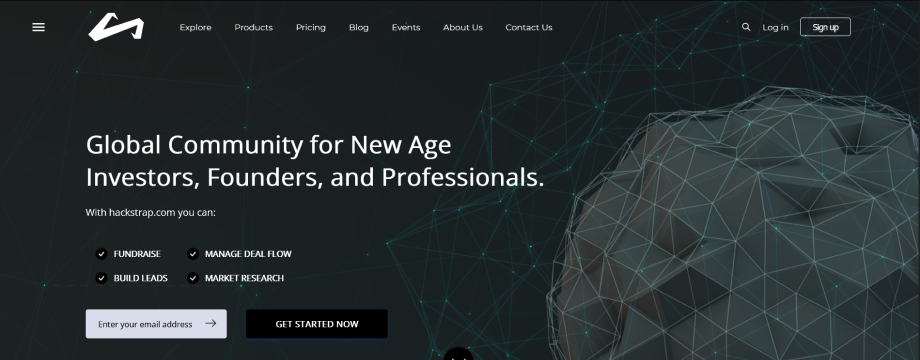 Explore Products Pricing Blog Events About Us Contact Us Log in Sign up
Global Community for New Age
Investors, Founders, and Professionals.
With hackstrap.com you can:
FUNDRAISE MANAGE DEAL FLOW
BUILD LEADS MARKET RESEARCH
Enter your email address GET STARTED NOW